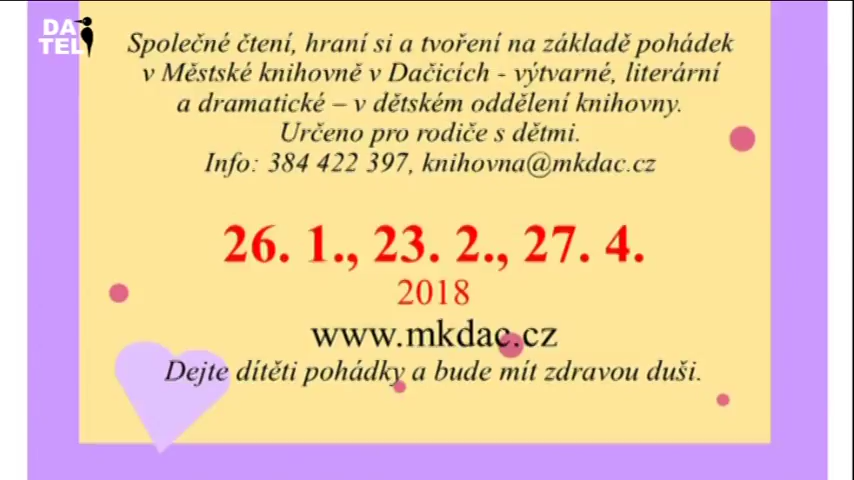 DA
TEL
Společné čtení, hraní si a tvoření na základě pohádek
v Městské knihovně v Dačicích - výtvarné, literární
a dramatické – v dětském oddělení knihovny.
Určeno pro rodiče s dětmi.
Info: 384 422 397, knihovna@mkdac.cz
26. 1., 23. 2., 27. 4.
2018
www.mkdac.cz
Dejte dítěti pohádky a bude mít zdravou duši.